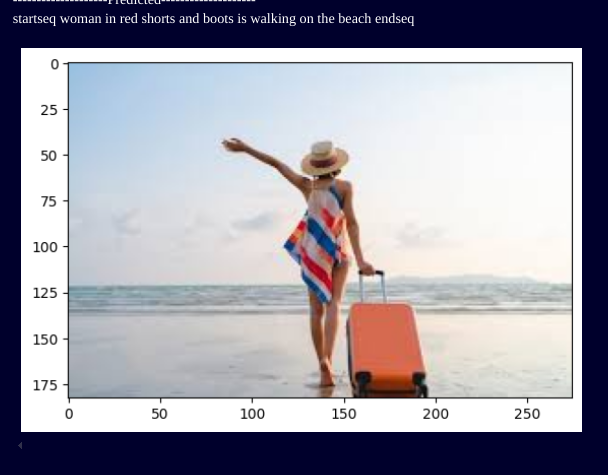 --------------------Predicted--------------------
startseq woman in red shorts and boots is walking on the beach endseq
0
25
50
75
100
125
150
175
0 50 100 150 200 250